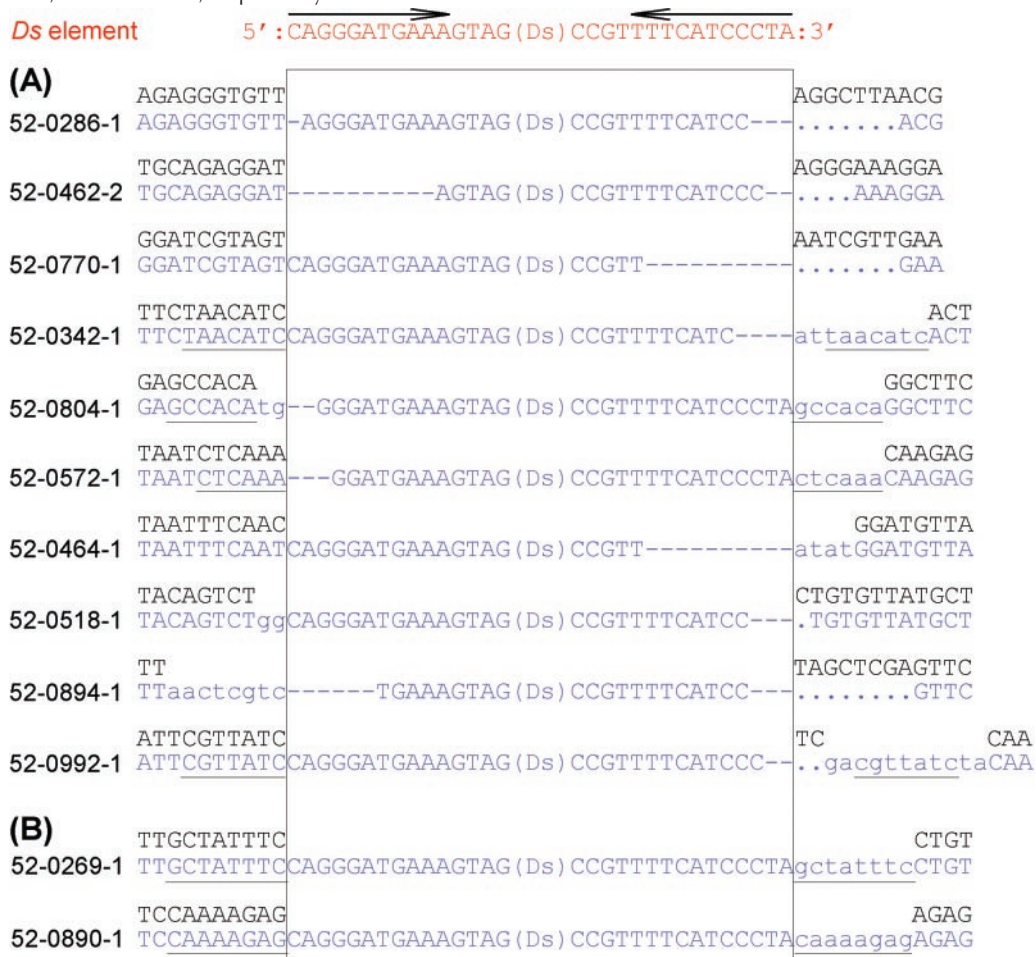 Ds element 5':CAGGGATGAAAGTAG(Ds)CCGTTTTCATCCCTA:3'
(A)
AGAGGGTGTT AGGCTTAACG
52-0286-1 AGAGGGTGTT-AGGGATGAAAGTAG(Ds)CCGTTTTCATCC---.......ACG
TGCAGAGGAT AGGGAAAGGA
52-0462-2 TGCAGAGGAT----------AGTAG(Ds)CCGTTTTCATCCC--....AAAGGA
GGATCGTAGT AATCGTTGAA
52-0770-1 GGATCGTAGTCAGGGATGAAAGTAG(Ds)CCGTT----------.......GAA
TTCTAACATC ACT
52-0342-1 TTCTAACATCCAGGGATGAAAGTAG(Ds)CCGTTTTCATC----attaacatcACT
GAGCCACA GGCTTC
52-0804-1 GAGCCACAtg--GGGATGAAAGTAG(Ds)CCGTTTTCATCCCTAgccacaGGCTTC
TAATCTCAAA CAAGAG
52-0572-1 TAATCTCAAA---GGATGAAAGTAG(Ds)CCGTTTTCATCCCTActcaaaCAAGAG
TAATTTCAAC GGATGTTA
52-0464-1 TAATTTCAATCAGGGATGAAAGTAG(Ds)CCGTT----------atatGGATGTTA
TACAGTCT CTGTGTTATGCT
52-0518-1 TACAGTCTggCAGGGATGAAAGTAG(Ds)CCGTTTTCATCC---.TGTGTTATGCT
TT TAGCTCGAGTTC
52-0894-1 TTaactcgtc------TGAAAGTAG(Ds)CCGTTTTCATCC---........GTTC
ATTCGTTATC TC CAA
52-0992-1 ATTCGTTATCCAGGGATGAAAGTAG(Ds)CCGTTTTCATCCC--..gacgttatctaCAA
(B)
TTGCTATTTC CTGT
52-0269-1 TTGCTATTTCCAGGGATGAAAGTAG(Ds)CCGTTTTCATCCCTAgctatttcCTGT
TCCAAAAGAG AGAG
52-0890-1 TCCAAAAGAGCAGGGATGAAAGTAG(Ds)CCGTTTTCATCCCTAcaaaagagAGAG